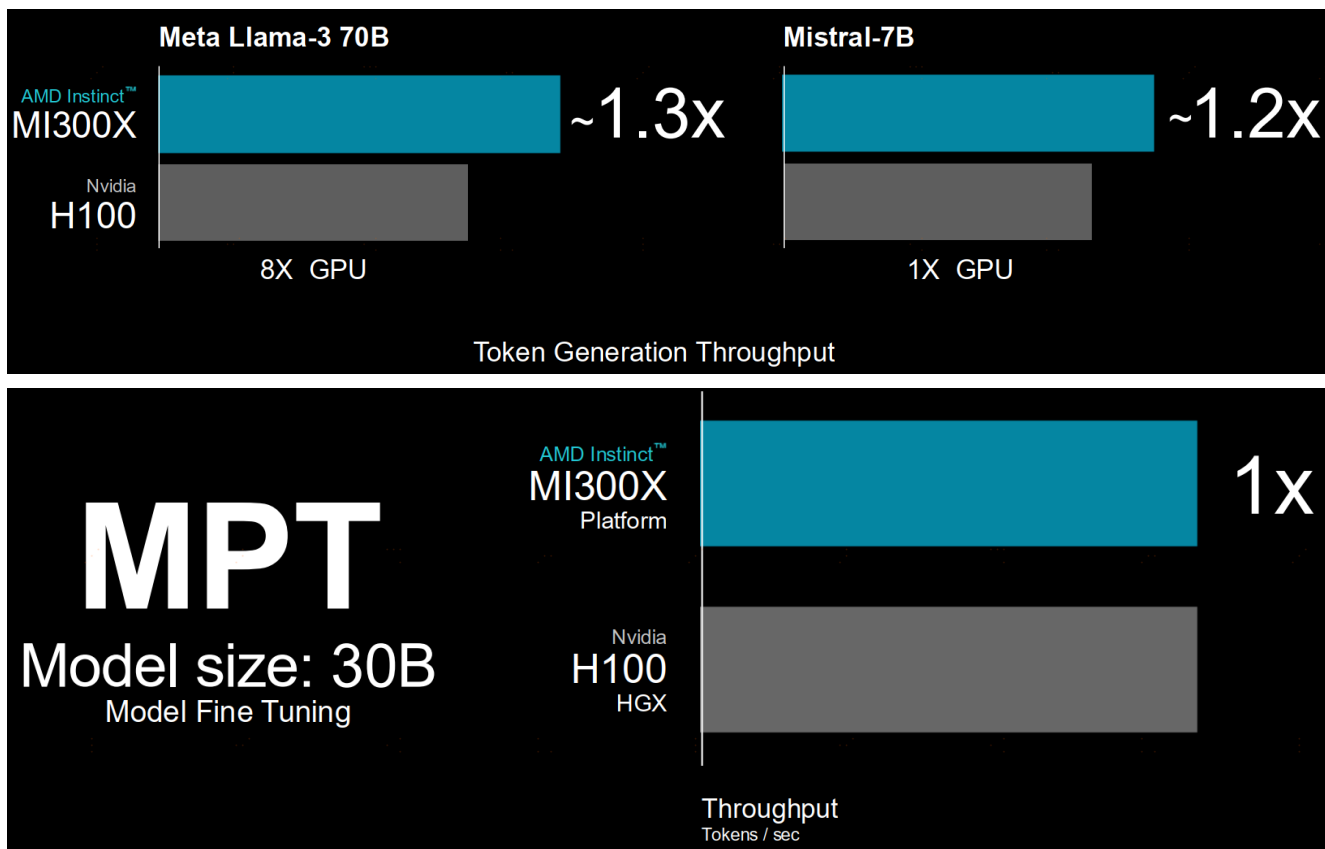 Meta Llama-3 70B
Mistral-7B
AMD Instinct™
MI300X
~1.3x
~1.2x
Nvidia
H100
8X GPU
1X GPU
Token Generation Throughput
MPT
Model size: 30B
Model Fine Tuning
AMD Instinct™
MI300X
Platform
1x
Nvidia
H100
HGX
Throughput
Tokens / sec